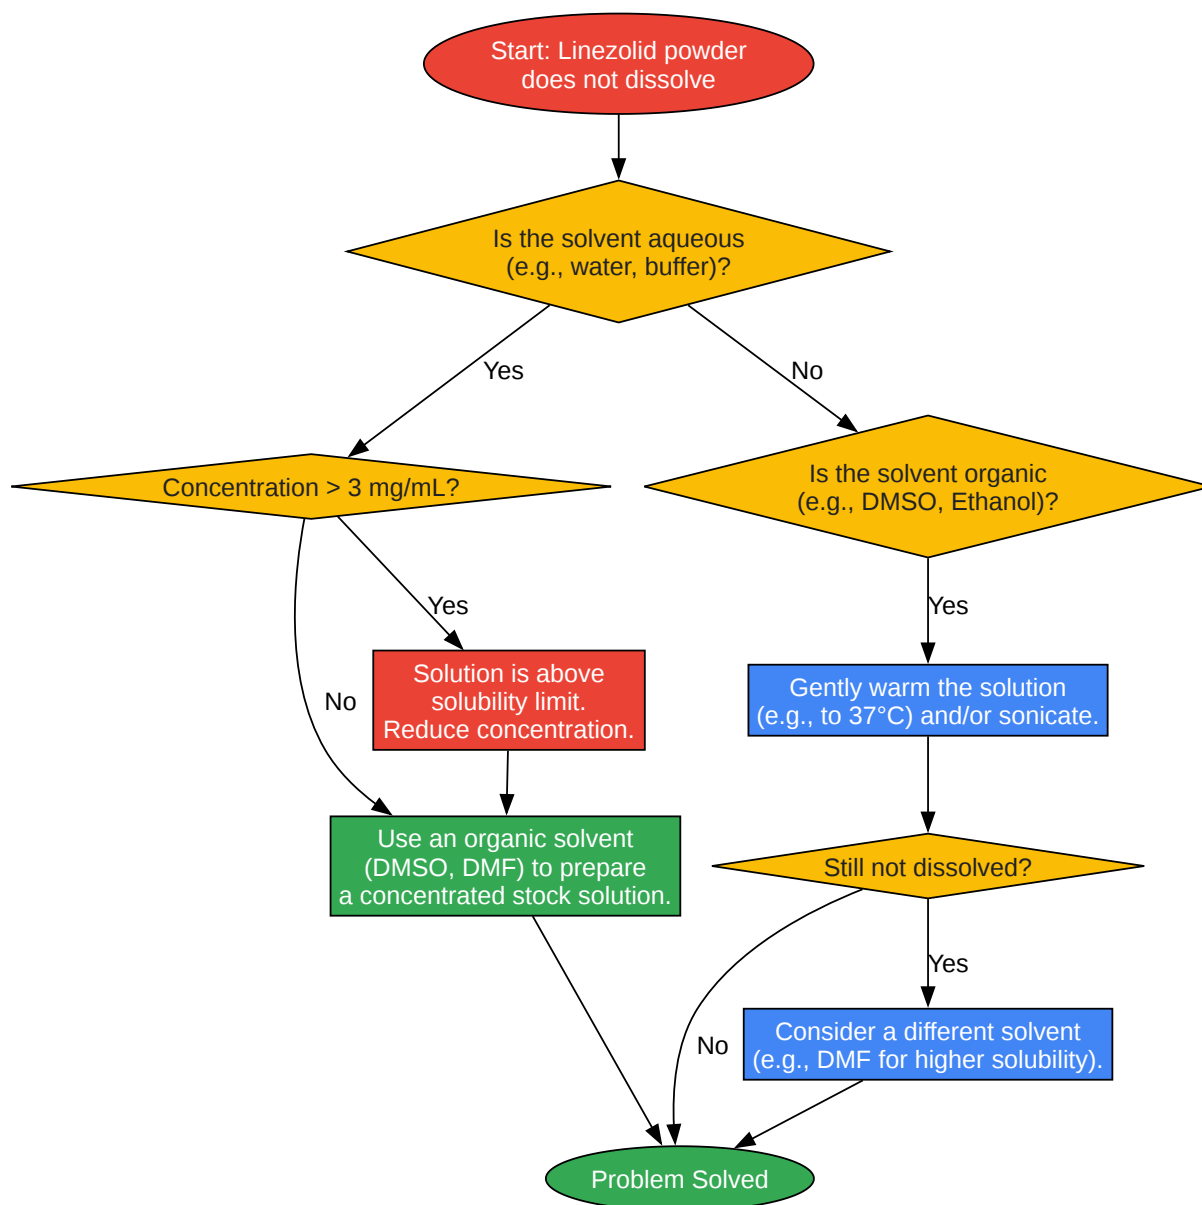 Start: Linezolid powder
does not dissolve
Is the solvent aqueous
(e.g., water, buffer)?
Yes
No
Concentration > 3 mg/mL?
Is the solvent organic
(e.g., DMSO, Ethanol)?
Yes
Yes
Solution is above
solubility limit.
Reduce concentration.
No
Gently warm the solution
(e.g., to 37°C) and/or sonicate.
Use an organic solvent
(DMSO, DMF) to prepare
a concentrated stock solution.
Still not dissolved?
Yes
No
Consider a different solvent
(e.g., DMF for higher solubility).
Problem Solved